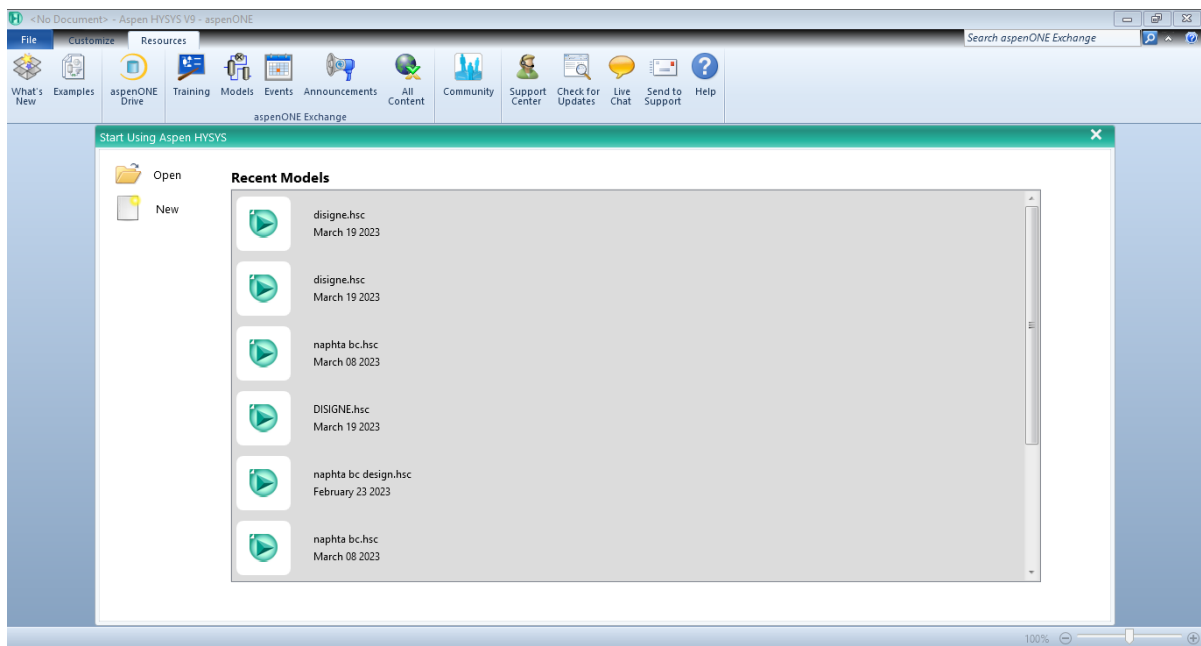 <No Document> - Aspen HYSYS V9 - aspenONE
File Customize Resources Search aspenONE Exchange
What's New
Examples
aspenONE Drive
Training
Models
Events
Announcements
All Content
Community
Support Center
Check for Updates
Live Chat
Send to Support
Help
aspenONE Exchange
Start Using Aspen HYSYS
Open
New
Recent Models
disigne.hsc
March 19 2023
disigne.hsc
March 19 2023
naphta bc.hsc
March 08 2023
DISIGNE.hsc
March 19 2023
naphta bc design.hsc
February 23 2023
naphta bc.hsc
March 08 2023
100%